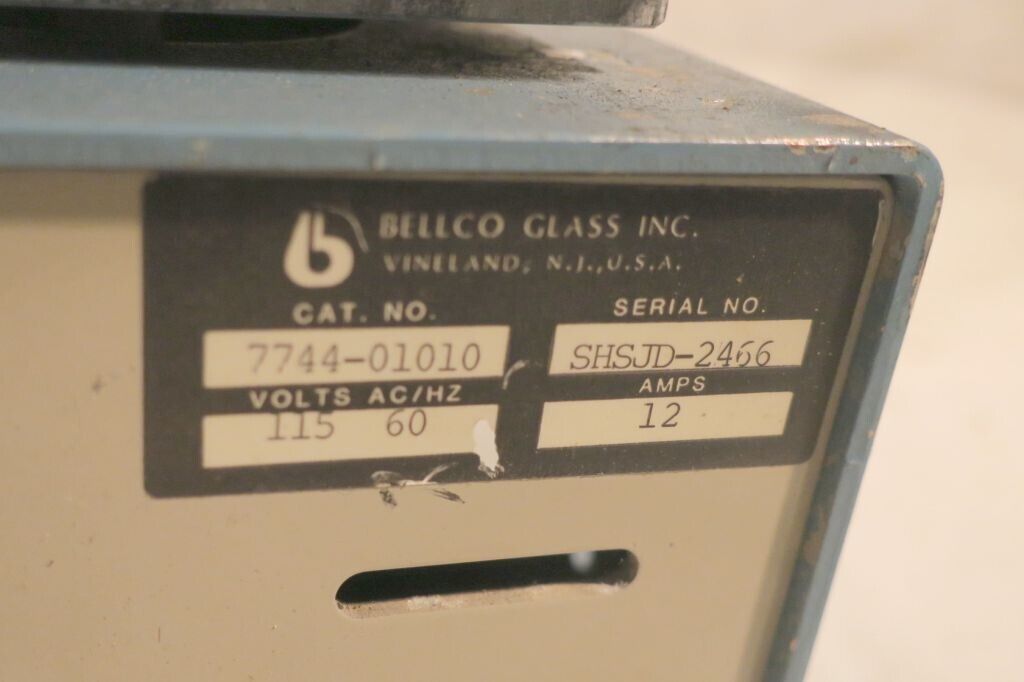 b BELLCO GLASS INC.
VINELAND, N.J., U.S.A.
CAT. NO. SERIAL NO.
7744-01010 SHSJD-2466
VOLTS AC/HZ AMPS
115 60 12